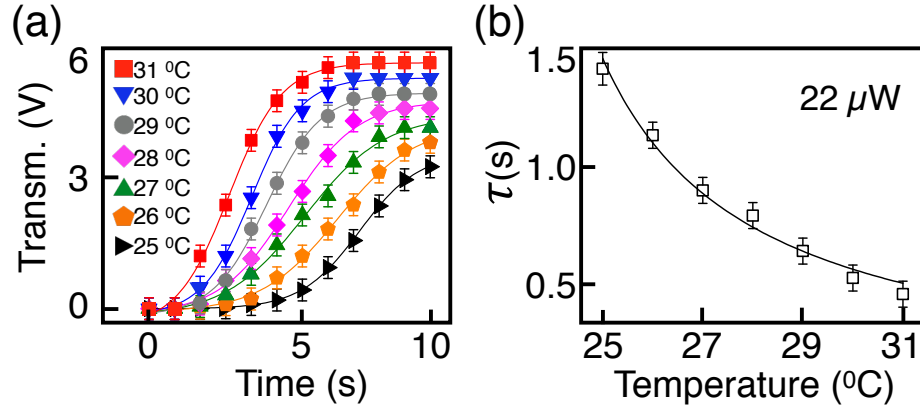 (a)
6
3
0
Transm. (V)
31 ⁰C
30 ⁰C
29 ⁰C
28 ⁰C
27 ⁰C
26 ⁰C
25 ⁰C
0 5 10
Time (s)
(b)
1.5
1.0
0.5
τ(s)
22 µW
25 27 29 31
Temperature (⁰C)